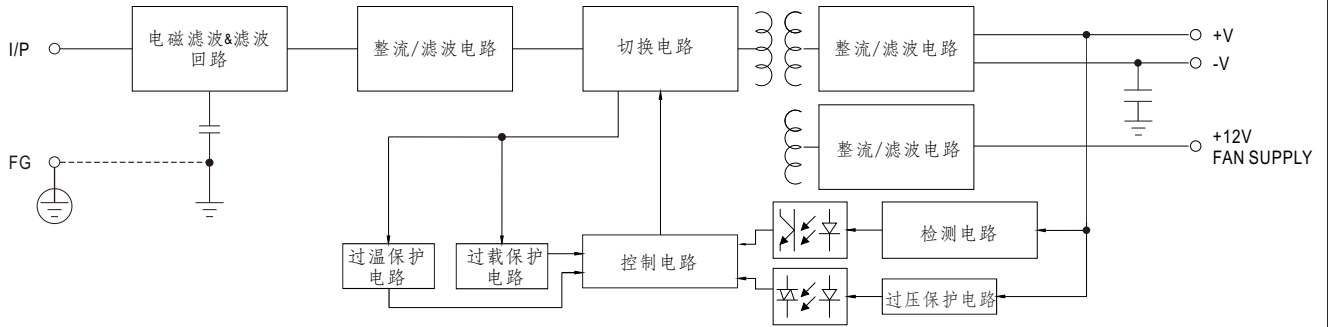 I/P
电磁滤波&滤波
回路
整流/滤波电路
切换电路
整流/滤波电路
+V
-V
整流/滤波电路
+12V
FAN SUPPLY
FG
过温保护
电路
过载保护
电路
控制电路
检测电路
过压保护电路